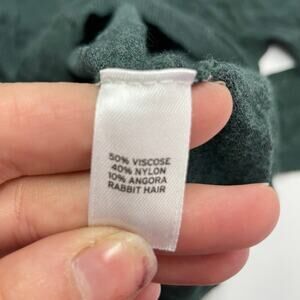 50% VISCOSE
40% NYLON
10% ANGORA
RABBIT HAIR